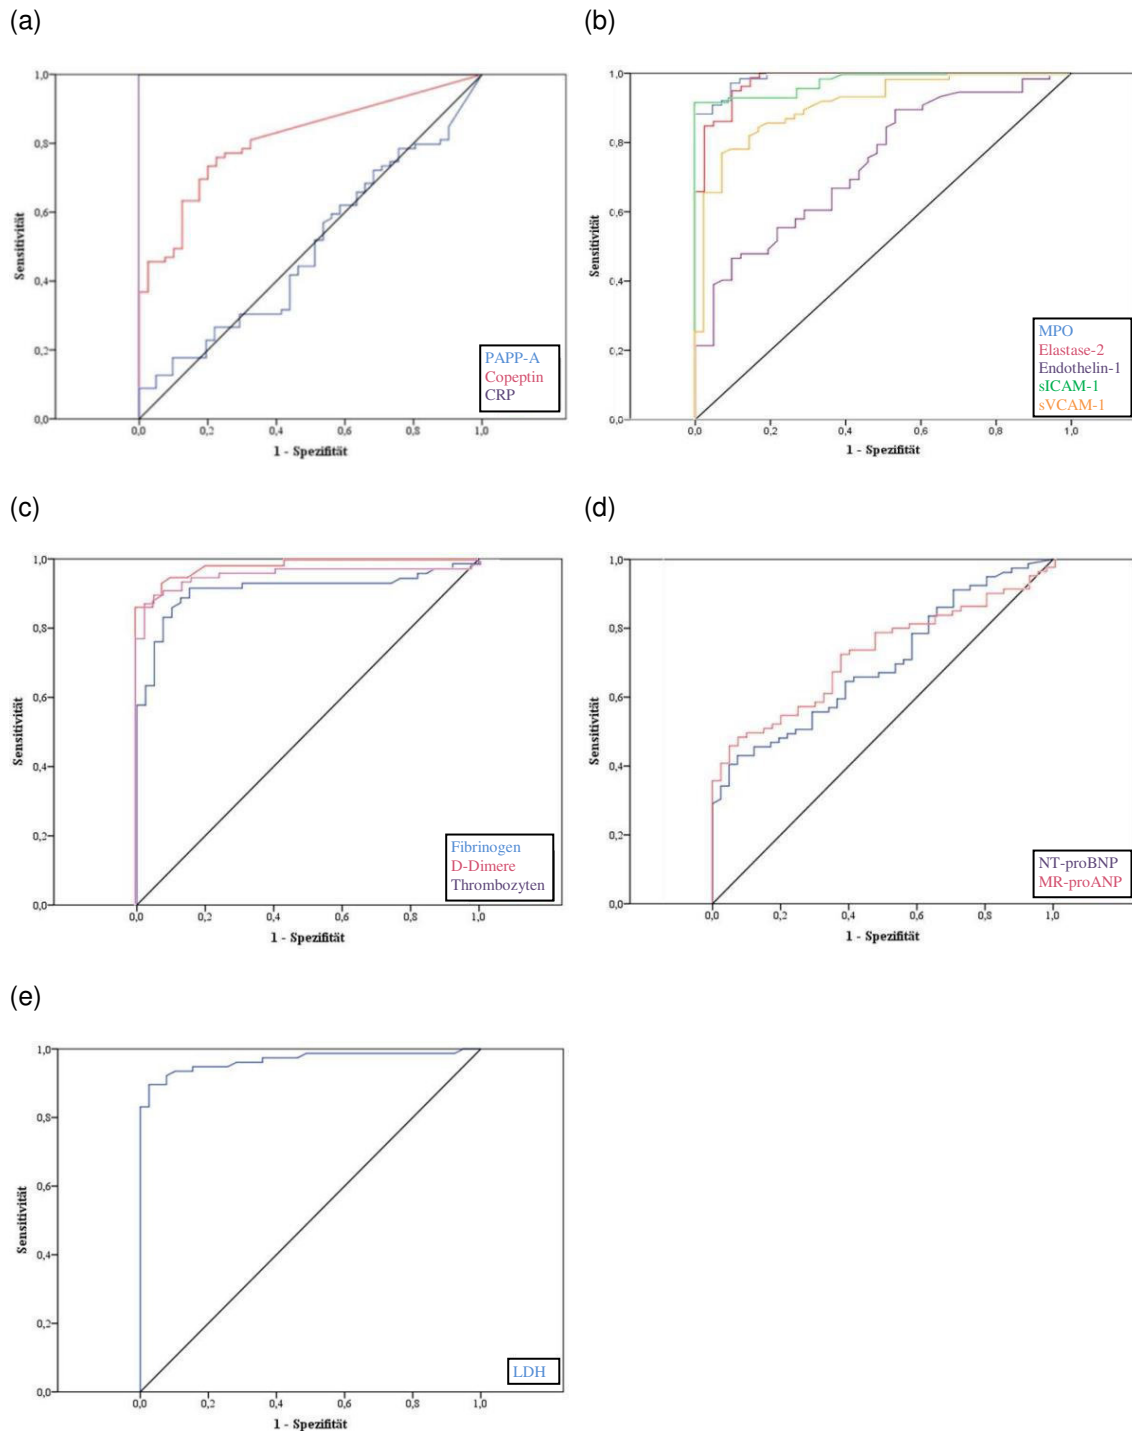 (a)
1,0
0,8
0,6
0,4
0,2
0,0
Sensitivität
0,0 0,2 0,4 0,6 0,8 1,0
1 - Spezifität
PAPP-A
Copeptin
CRP
(b)
1,0
0,8
0,6
0,4
0,2
0,0
Sensitivität
0,0 0,2 0,4 0,6 0,8 1,0
1 - Spezifität
MPO
Elastase-2
Endothelin-1
sICAM-1
sVCAM-1
(c)
1,0
0,8
0,6
0,4
0,2
0,0
Sensitivität
0,0 0,2 0,4 0,6 0,8 1,0
1 - Spezifität
Fibrinogen
D-Dimere
Thrombozyten
(d)
1,0
0,8
0,6
0,4
0,2
0,0
Sensitivität
0,0 0,2 0,4 0,6 0,8 1,0
1 - Spezifität
NT-proBNP
MR-proANP
(e)
1,0
0,8
0,6
0,4
0,2
0,0
Sensitivität
0,0 0,2 0,4 0,6 0,8 1,0
1 - Spezifität
LDH